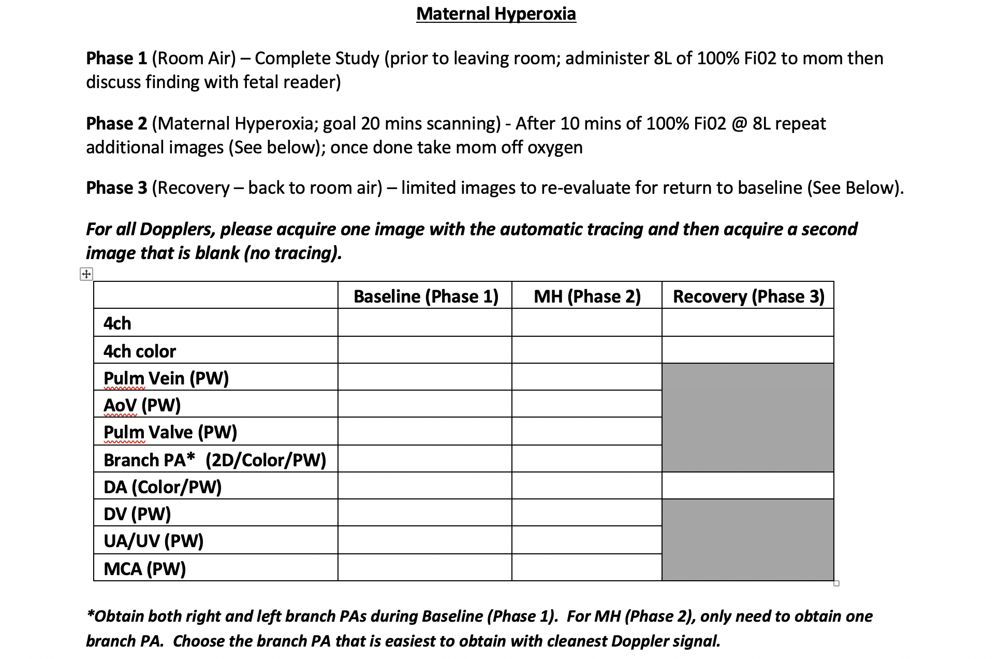 Maternal Hyperoxia
Phase 1 (Room Air) – Complete Study (prior to leaving room; administer 8L of 100% Fi02 to mom then
discuss finding with fetal reader)
Phase 2 (Maternal Hyperoxia; goal 20 mins scanning) - After 10 mins of 100% Fi02 @ 8L repeat
additional images (See below); once done take mom off oxygen
Phase 3 (Recovery – back to room air) – limited images to re-evaluate for return to baseline (See Below).
For all Dopplers, please acquire one image with the automatic tracing and then acquire a second
image that is blank (no tracing).
Baseline (Phase 1) MH (Phase 2) Recovery (Phase 3)
4ch
4ch color
Pulm Vein (PW)
AoV (PW)
Pulm Valve (PW)
Branch PA* (2D/Color/PW)
DA (Color/PW)
DV (PW)
UA/UV (PW)
MCA (PW)
*Obtain both right and left branch PAs during Baseline (Phase 1). For MH (Phase 2), only need to obtain one
branch PA. Choose the branch PA that is easiest to obtain with cleanest Doppler signal.